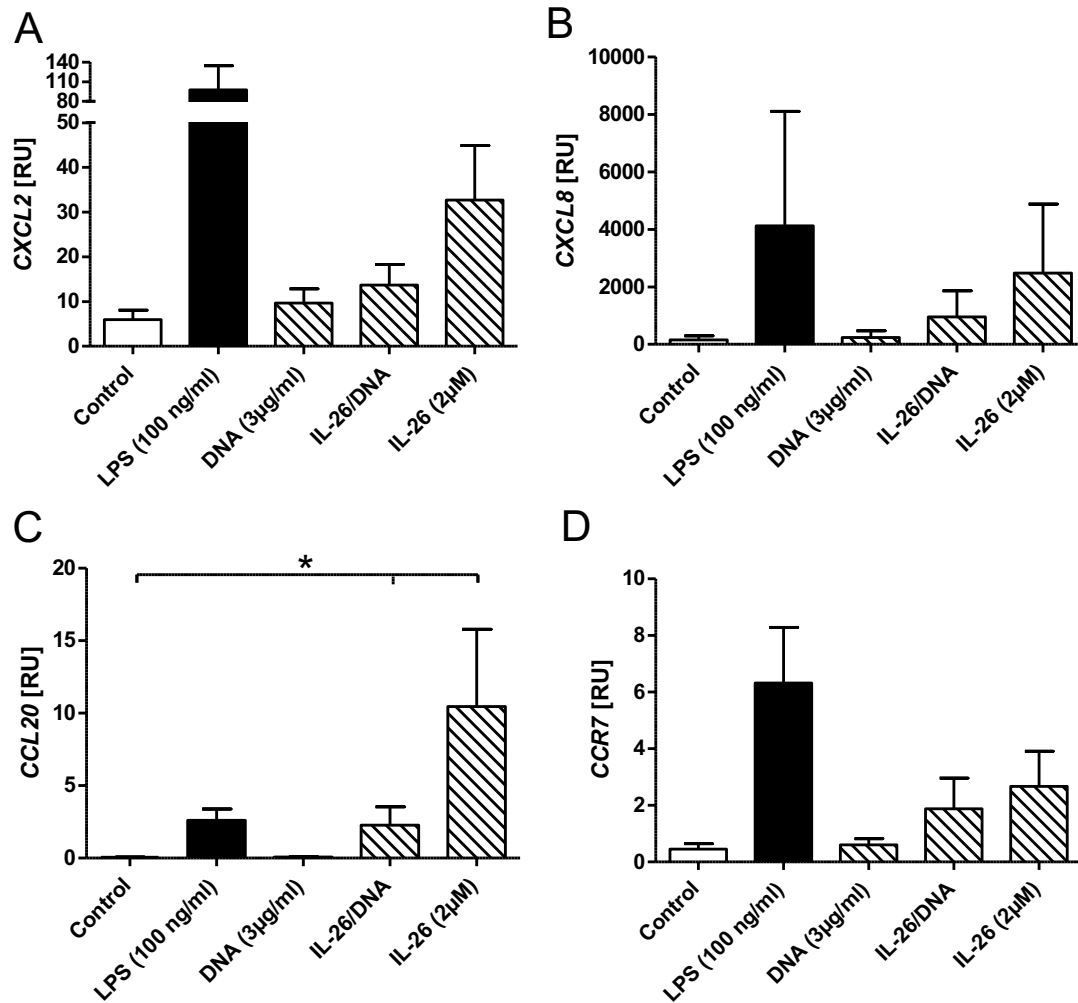 A
CXCL2 [RU]
140
110
80
50
40
30
20
10
0
Control
LPS (100 ng/ml)
DNA (3µg/ml)
IL-26/DNA
IL-26 (2µM)
B
CXCL8 [RU]
10000
8000
6000
4000
2000
0
Control
LPS (100 ng/ml)
DNA (3µg/ml)
IL-26/DNA
IL-26 (2µM)
C
CCL20 [RU]
20
15
10
5
0
*
Control
LPS (100 ng/ml)
DNA (3µg/ml)
IL-26/DNA
IL-26 (2µM)
D
CCR7 [RU]
10
8
6
4
2
0
Control
LPS (100 ng/ml)
DNA (3µg/ml)
IL-26/DNA
IL-26 (2µM)